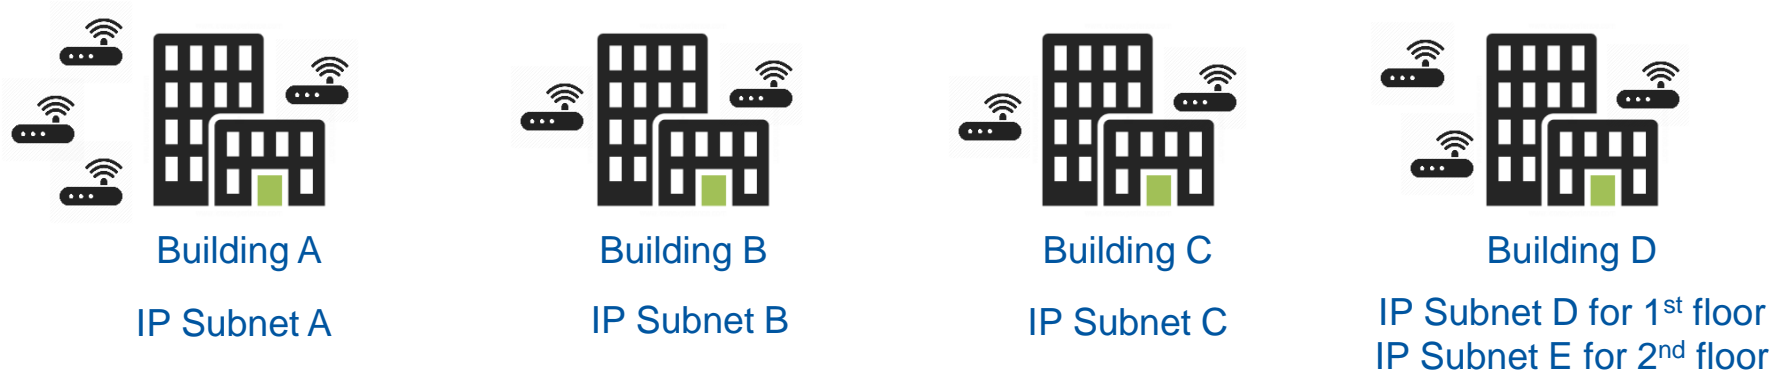 Building A
IP Subnet A
Building B
IP Subnet B
Building C
IP Subnet C
Building D
IP Subnet D for 1st floor
IP Subnet E for 2nd floor